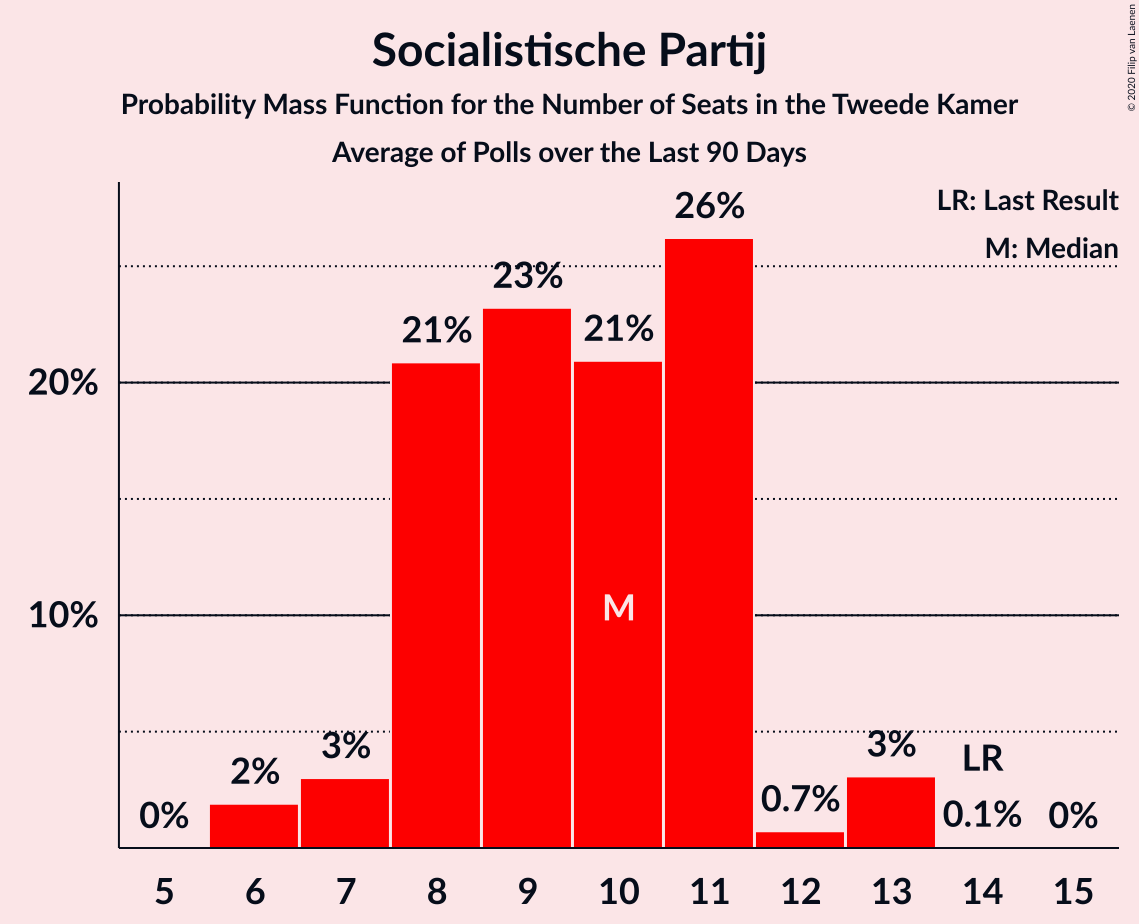 Socialistische Partij
Probability Mass Function for the Number of Seats in the Tweede Kamer
Average of Polls over the Last 90 Days
© 2020 Filip van Laenen
LR: Last Result
M: Median
26%
23%
21%
21%
20%
10%
M
3%
2%
0%
3%
0.7%
LR
0.1%
0%
5 6 7 8 9 10 11 12 13 14 15